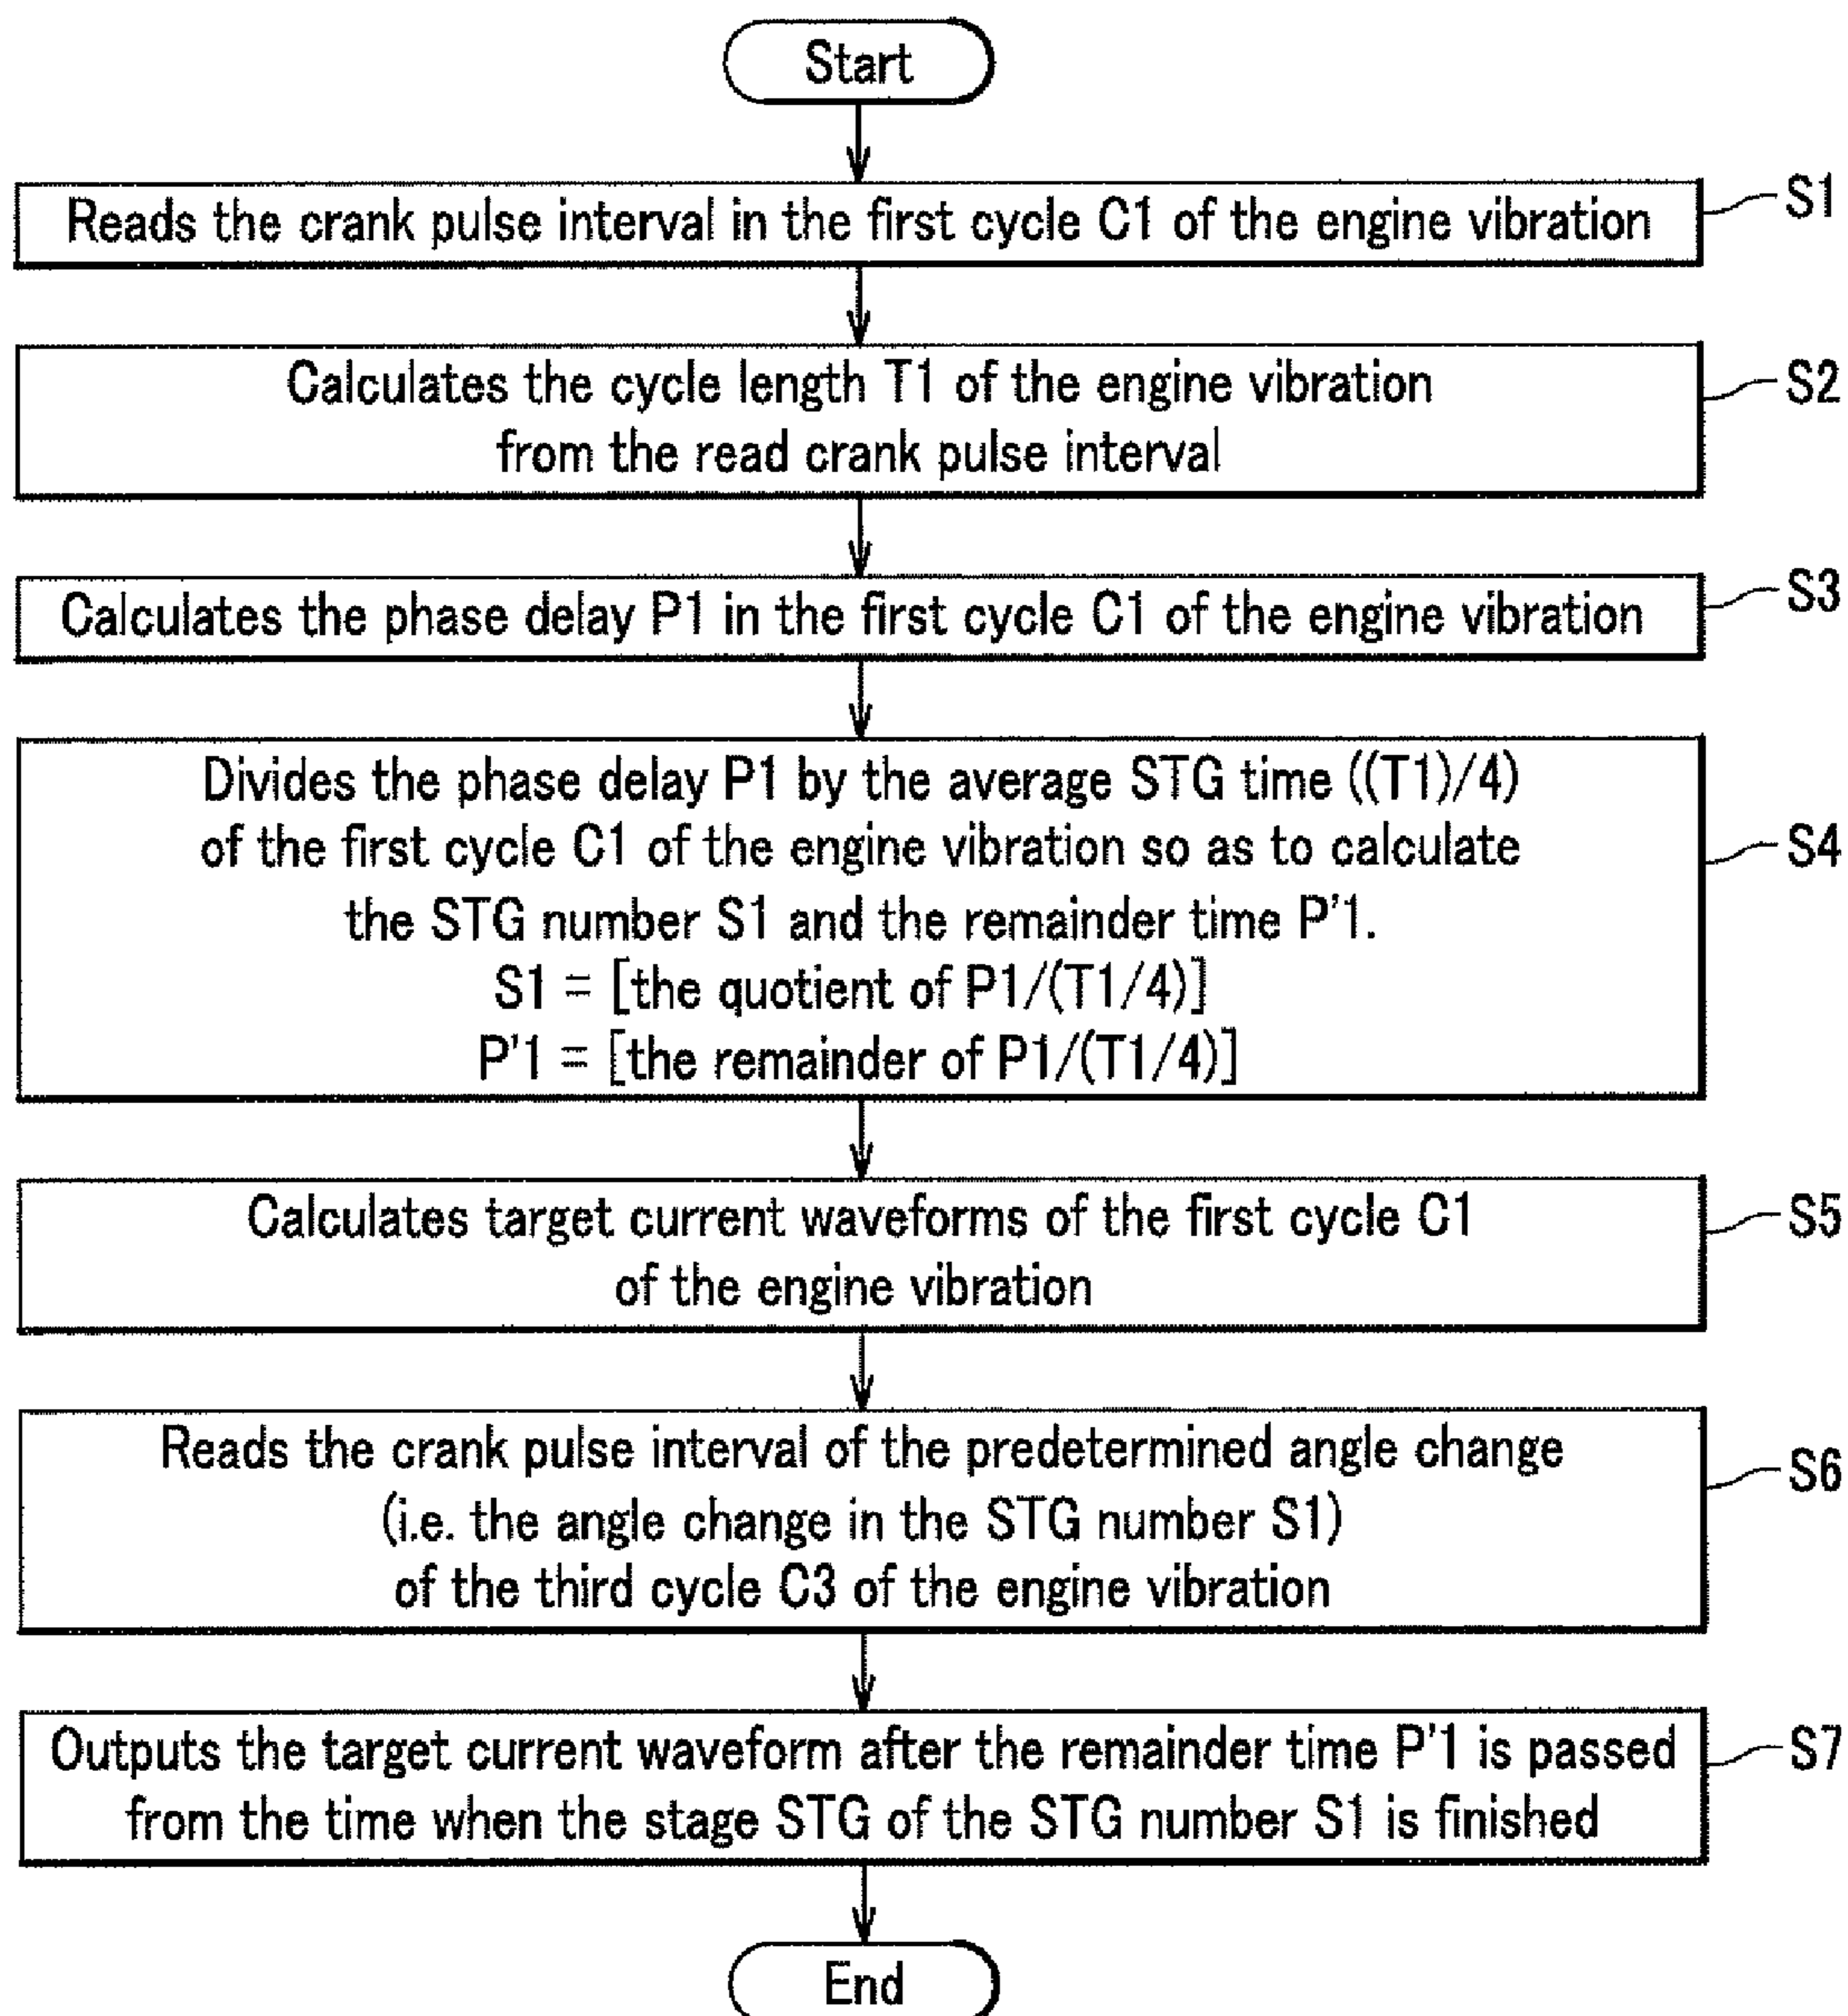 Start
Reads the crank pulse interval in the first cycle C1 of the engine vibration
S1
Calculates the cycle length T1 of the engine vibration
from the read crank pulse interval
S2
Calculates the phase delay P1 in the first cycle C1 of the engine vibration
S3
Divides the phase delay P1 by the average STG time ((T1)/4)
of the first cycle C1 of the engine vibration so as to calculate
the STG number S1 and the remainder time P'1.
S1 = [the quotient of P1/(T1/4)]
P'1 = [the remainder of P1/(T1/4)]
S4
Calculates target current waveforms of the first cycle C1
of the engine vibration
S5
Reads the crank pulse interval of the predetermined angle change
(i.e. the angle change in the STG number S1)
of the third cycle C3 of the engine vibration
S6
Outputs the target current waveform after the remainder time P'1 is passed
from the time when the stage STG of the STG number S1 is finished
S7
End